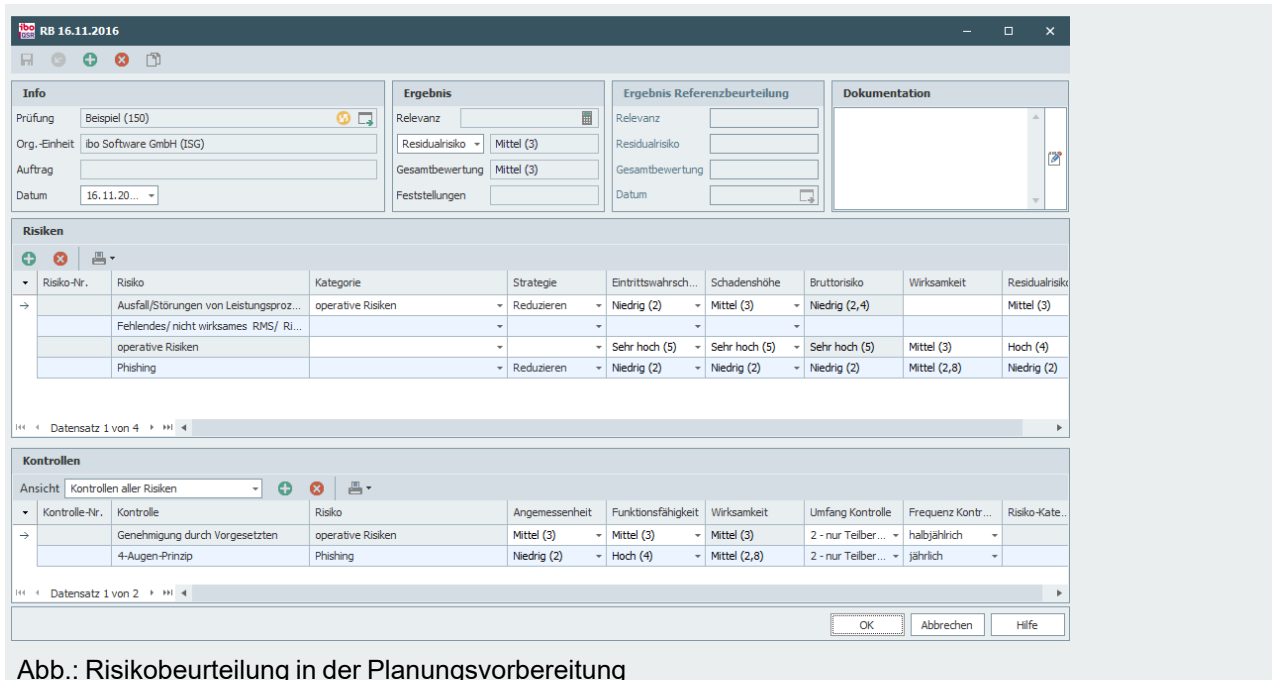 ibo QSR RB 16.11.2016
Info
Prüfung Beispiel (150)
Org.-Einheit ibo Software GmbH (ISG)
Auftrag
Datum 16.11.20...
Ergebnis
Relevanz
Residualrisiko Mittel (3)
Gesamtbewertung Mittel (3)
Feststellungen
Ergebnis Referenzbeurteilung
Relevanz
Residualrisiko
Gesamtbewertung
Datum
Dokumentation
Risiken
Risiko-Nr. Risiko Kategorie Strategie Eintrittswahrsch... Schadenshöhe Bruttorisiko Wirksamkeit Residualrisiko
Ausfall/Störungen von Leistungsproz... operative Risiken Reduzieren Niedrig (2) Mittel (3) Niedrig (2,4) Mittel (3)
Fehlendes/ nicht wirksames RMS/ Ri...
operative Risiken Sehr hoch (5) Sehr hoch (5) Sehr hoch (5) Mittel (3) Hoch (4)
Phishing Reduzieren Niedrig (2) Niedrig (2) Niedrig (2) Mittel (2,8) Niedrig (2)
Datensatz 1 von 4
Kontrollen
Ansicht Kontrollen aller Risiken
Kontrolle-Nr. Kontrolle Risiko Angemessenheit Funktionsfähigkeit Wirksamkeit Umfang Kontrolle Frequenz Kontr... Risiko-Kate...
Genehmigung durch Vorgesetzten operative Risiken Mittel (3) Mittel (3) Mittel (3) 2 - nur Teilber... halbjährlich
4-Augen-Prinzip Phishing Niedrig (2) Hoch (4) Mittel (2,8) 2 - nur Teilber... jährlich
Datensatz 1 von 2
OK Abbrechen Hilfe
Abb.: Risikobeurteilung in der Planungsvorbereitung